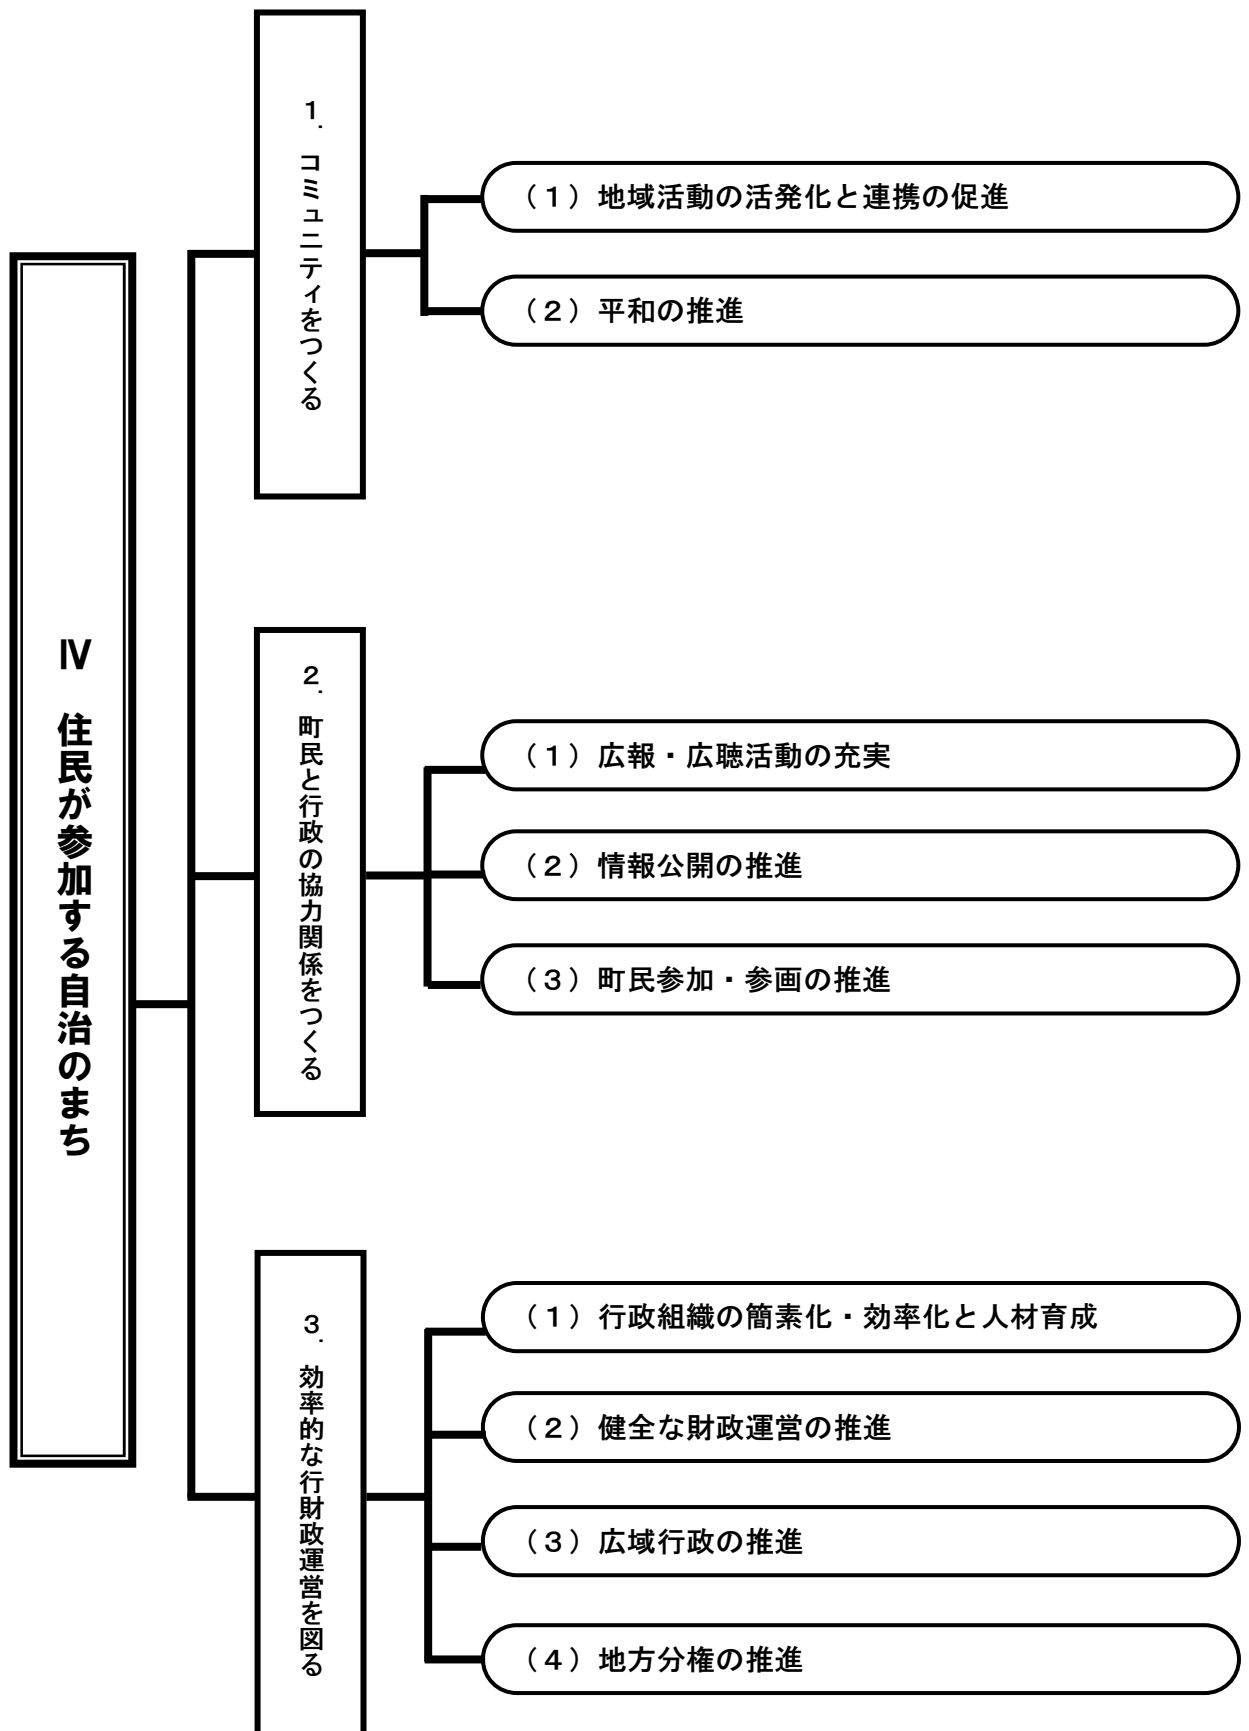 Ⅳ　住民が参加する自治のまち
１．コミュニティをつくる
（１）地域活動の活発化と連携の促進
（２）平和の推進
２．町民と行政の協力関係をつくる
（１）広報・広聴活動の充実
（２）情報公開の推進
（３）町民参加・参画の推進
３．効率的な行財政運営を図る
（１）行政組織の簡素化・効率化と人材育成
（２）健全な財政運営の推進
（３）広域行政の推進
（４）地方分権の推進